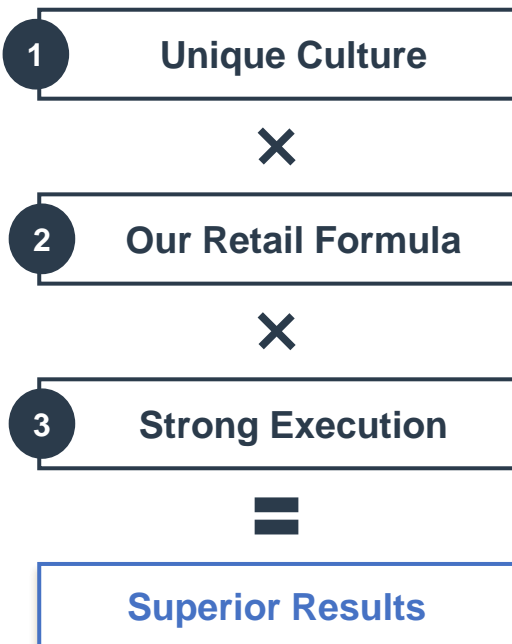 1 Unique Culture
×
2 Our Retail Formula
×
3 Strong Execution
=
Superior Results